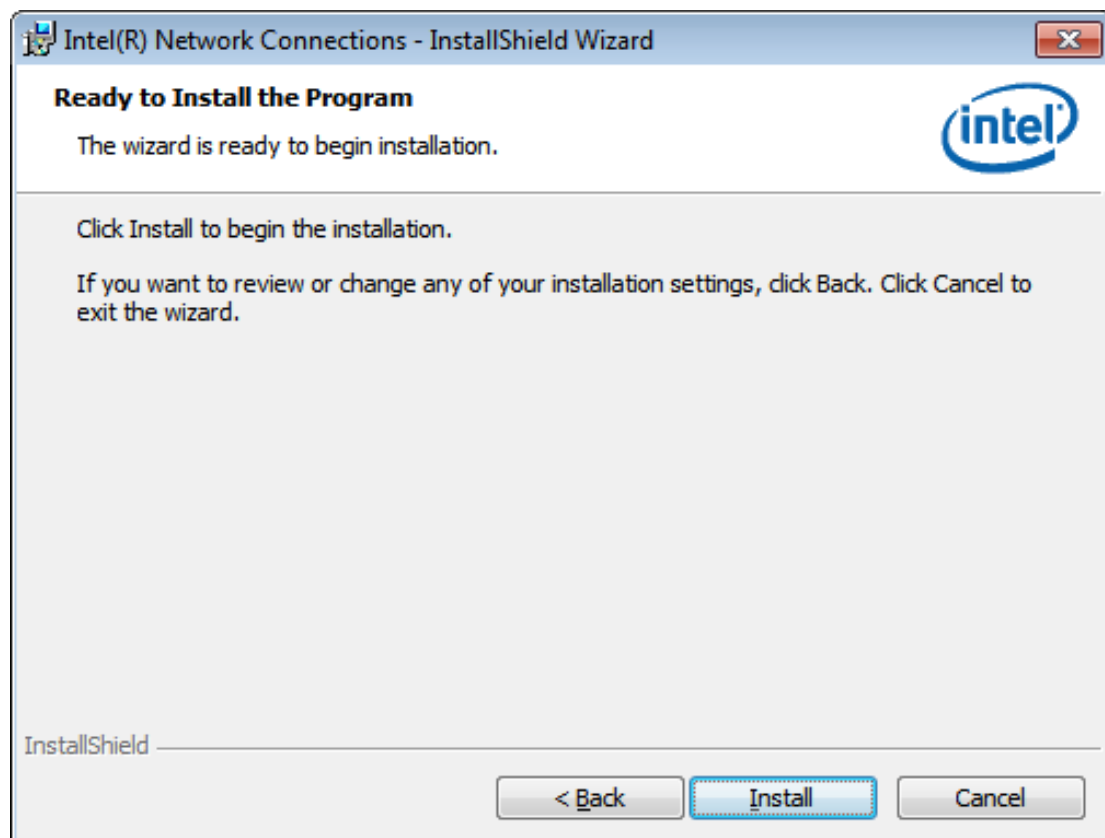 Intel(R) Network Connections - InstallShield Wizard
Ready to Install the Program
The wizard is ready to begin installation.
intel
Click Install to begin the installation.
If you want to review or change any of your installation settings, click Back. Click Cancel to
exit the wizard.
InstallShield
< Back
Install
Cancel